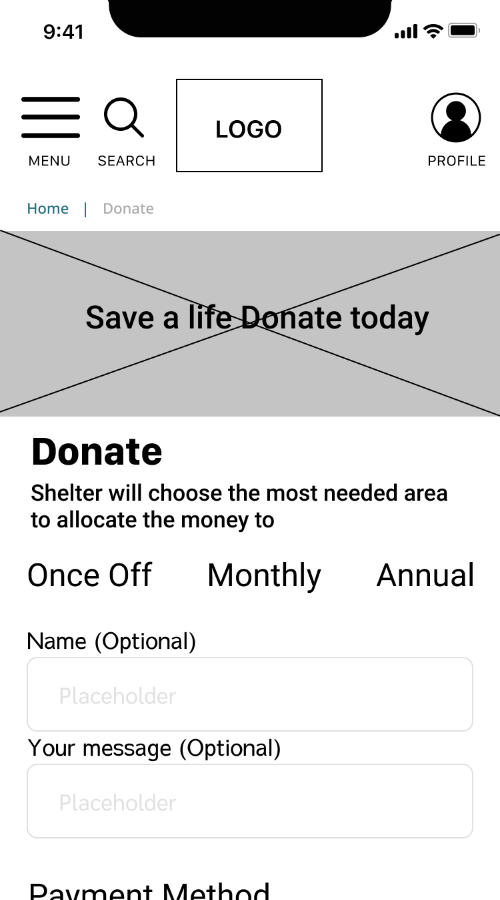 9:41
LOGO
MENU
SEARCH
PROFILE
Home | Donate
Save a life Donate today
Donate
Shelter will choose the most needed area
to allocate the money to
Once Off Monthly Annual
Name (Optional)
Placeholder
Your message (Optional)
Placeholder
Payment Method